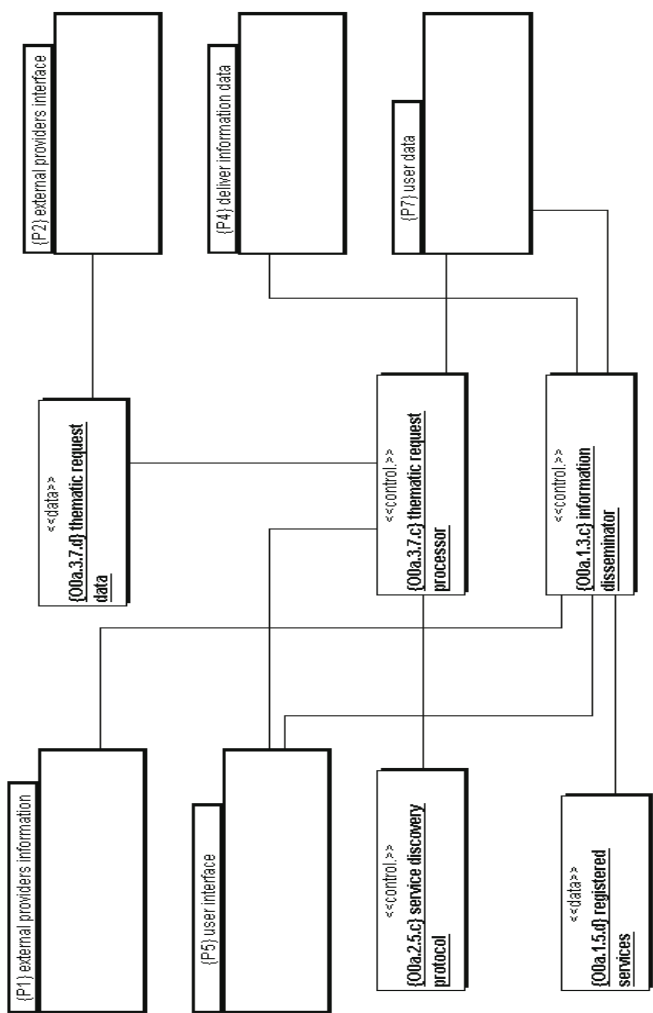 {P1} external providers information
<<data>>
{O0a.3.7.d} thematic request
data
{P2} external providers interface
{P5} user interface
{P4} deliver information data
<<control.>>
{O0a.2.5.c} service discovery
protocol
<<control.>>
{O0a.3.7.c} thematic request
processor
{P7} user data
<<data>>
{O0a.1.5.d} registered
services
<<control.>>
{O0a.1.3.c} information
disseminator